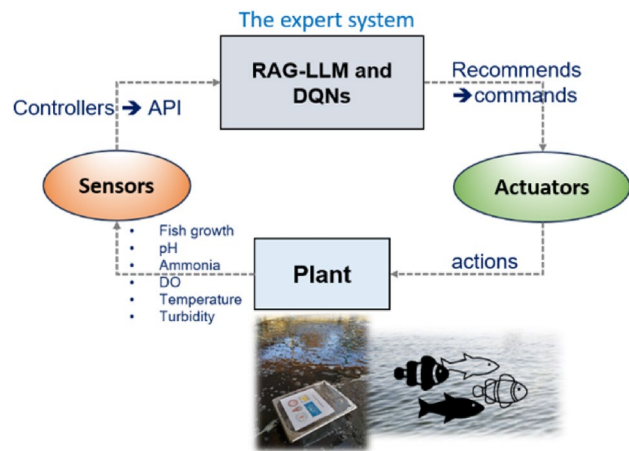 The expert system
RAG-LLM and
DQNs
Controllers ➔ API
Recommends
➔commands
Sensors
Actuators
• Fish growth
• pH
• Ammonia
• DO
• Temperature
• Turbidity
Plant
actions